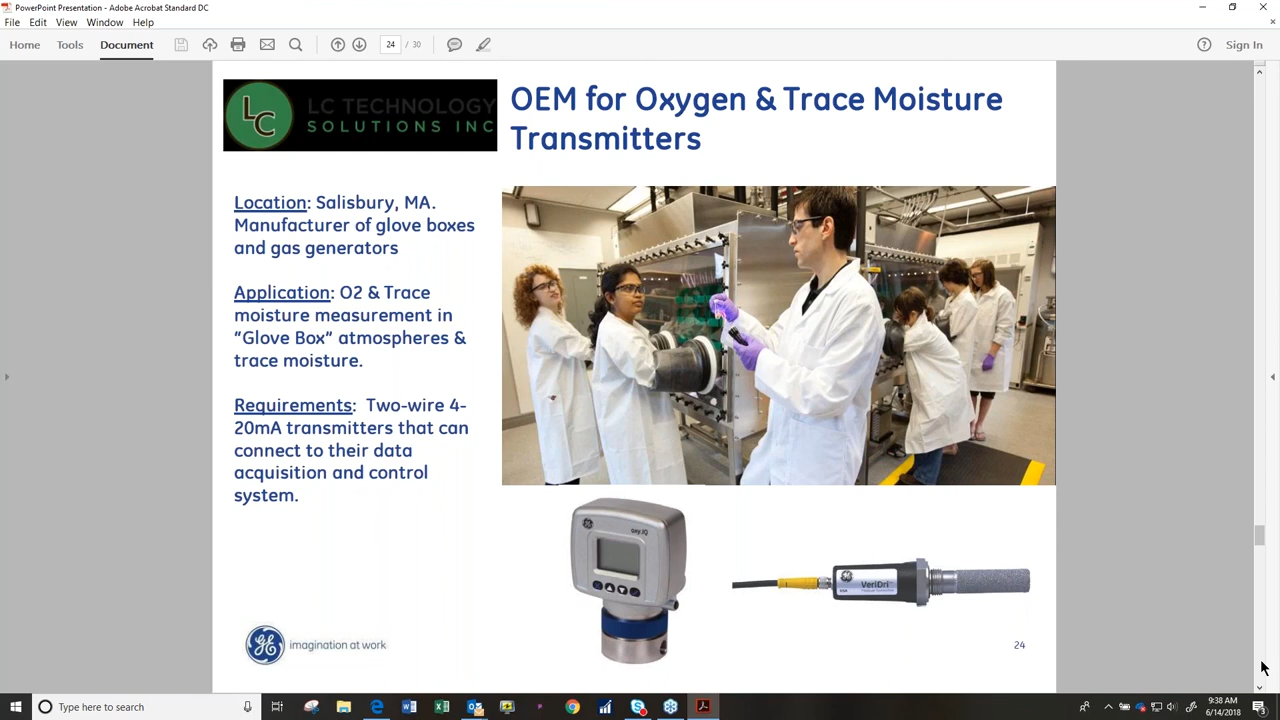 PowerPoint Presentation - Adobe Acrobat Standard DC
File Edit View Window Help
Home Tools Document 24 / 30 Sign In
LC LC TECHNOLOGY
SOLUTIONS INC
OEM for Oxygen & Trace Moisture
Transmitters
Location: Salisbury, MA.
Manufacturer of glove boxes
and gas generators
Application: O2 & Trace
moisture measurement in
“Glove Box” atmospheres &
trace moisture.
Requirements:  Two-wire 4-
20mA transmitters that can
connect to their data
acquisition and control
system.
oxy.IQ
VeriDri
GE imagination at work
24
Type here to search
9:38 AM
6/14/2018